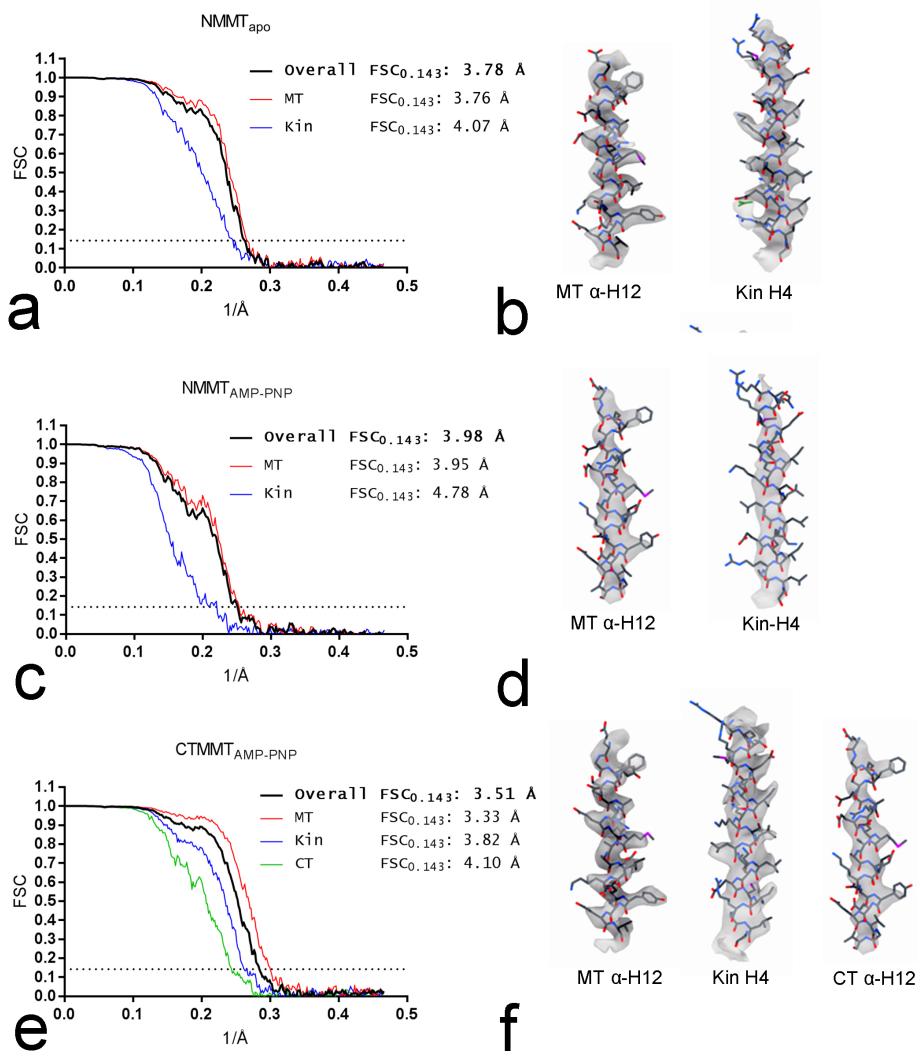 NMMTapo
1.1
1.0
0.9
0.8
0.7
0.6
0.5
0.4
0.3
0.2
0.1
0.0
FSC
0.0 0.1 0.2 0.3 0.4 0.5
1/Å
Overall FSC0.143: 3.78 Å
MT FSC0.143: 3.76 Å
Kin FSC0.143: 4.07 Å
a
MT α-H12
Kin H4
b
NMMTAMP-PNP
1.1
1.0
0.9
0.8
0.7
0.6
0.5
0.4
0.3
0.2
0.1
0.0
FSC
0.0 0.1 0.2 0.3 0.4 0.5
1/Å
Overall FSC0.143: 3.98 Å
MT FSC0.143: 3.95 Å
Kin FSC0.143: 4.78 Å
c
MT α-H12
Kin-H4
d
CTMMTAMP-PNP
1.1
1.0
0.9
0.8
0.7
0.6
0.5
0.4
0.3
0.2
0.1
0.0
FSC
0.0 0.1 0.2 0.3 0.4 0.5
1/Å
Overall FSC0.143: 3.51 Å
MT FSC0.143: 3.33 Å
Kin FSC0.143: 3.82 Å
CT FSC0.143: 4.10 Å
e
MT α-H12
Kin H4
CT α-H12
f